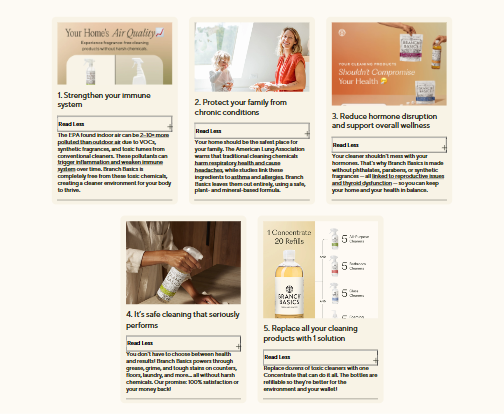 Your Home's Air Quality
Experience fragrance-free cleaning
products without harsh chemicals
1. Strengthen your immune
system
Read Less
The EPA found indoor air can be 2–10x more
polluted than outdoor air due to VOCs,
synthetic fragrances, and toxic fumes from
conventional cleaners. These pollutants can
trigger inflammation and weaken immune
system over time. Branch Basics is
completely free from these toxic chemicals,
creating a cleaner environment for your body
to thrive.
2. Protect your family from
chronic conditions
Read Less
Your home should be the safest place for
your family. The American Lung Association
warns that traditional cleaning chemicals
harm respiratory health and cause
headaches, while studies link these
ingredients to asthma and allergies. Branch
Basics leaves them out entirely, using a safe,
plant- and mineral-based formula.
YOUR CLEANING PRODUCTS
Shouldn't Compromise
Your Health
3. Reduce hormone disruption
and support overall wellness
Read Less
Your cleaner shouldn't mess with your
hormones. That's why Branch Basics is made
without phthalates, parabens, or synthetic
fragrances — all linked to reproductive issues
and thyroid dysfunction — so you can keep
your home and your health in balance.
4. It's safe cleaning that seriously
performs
Read Less
You don't have to choose between health
and results! Branch Basics powers through
grease, grime, and tough stains on counters,
floors, laundry, and more... all without harsh
chemicals. Our promise: 100% satisfaction or
your money back!
1 Concentrate
20 Refills
BRANCH
BASICS
5 All-Purpose
Cleaners
5 Bathroom
Cleaners
5 Glass
Cleaners
5. Replace all your cleaning
products with 1 solution
Read Less
Replace dozens of toxic cleaners with one
Concentrate that can do it all. The bottles are
refillable so they're better for the
environment and your wallet!